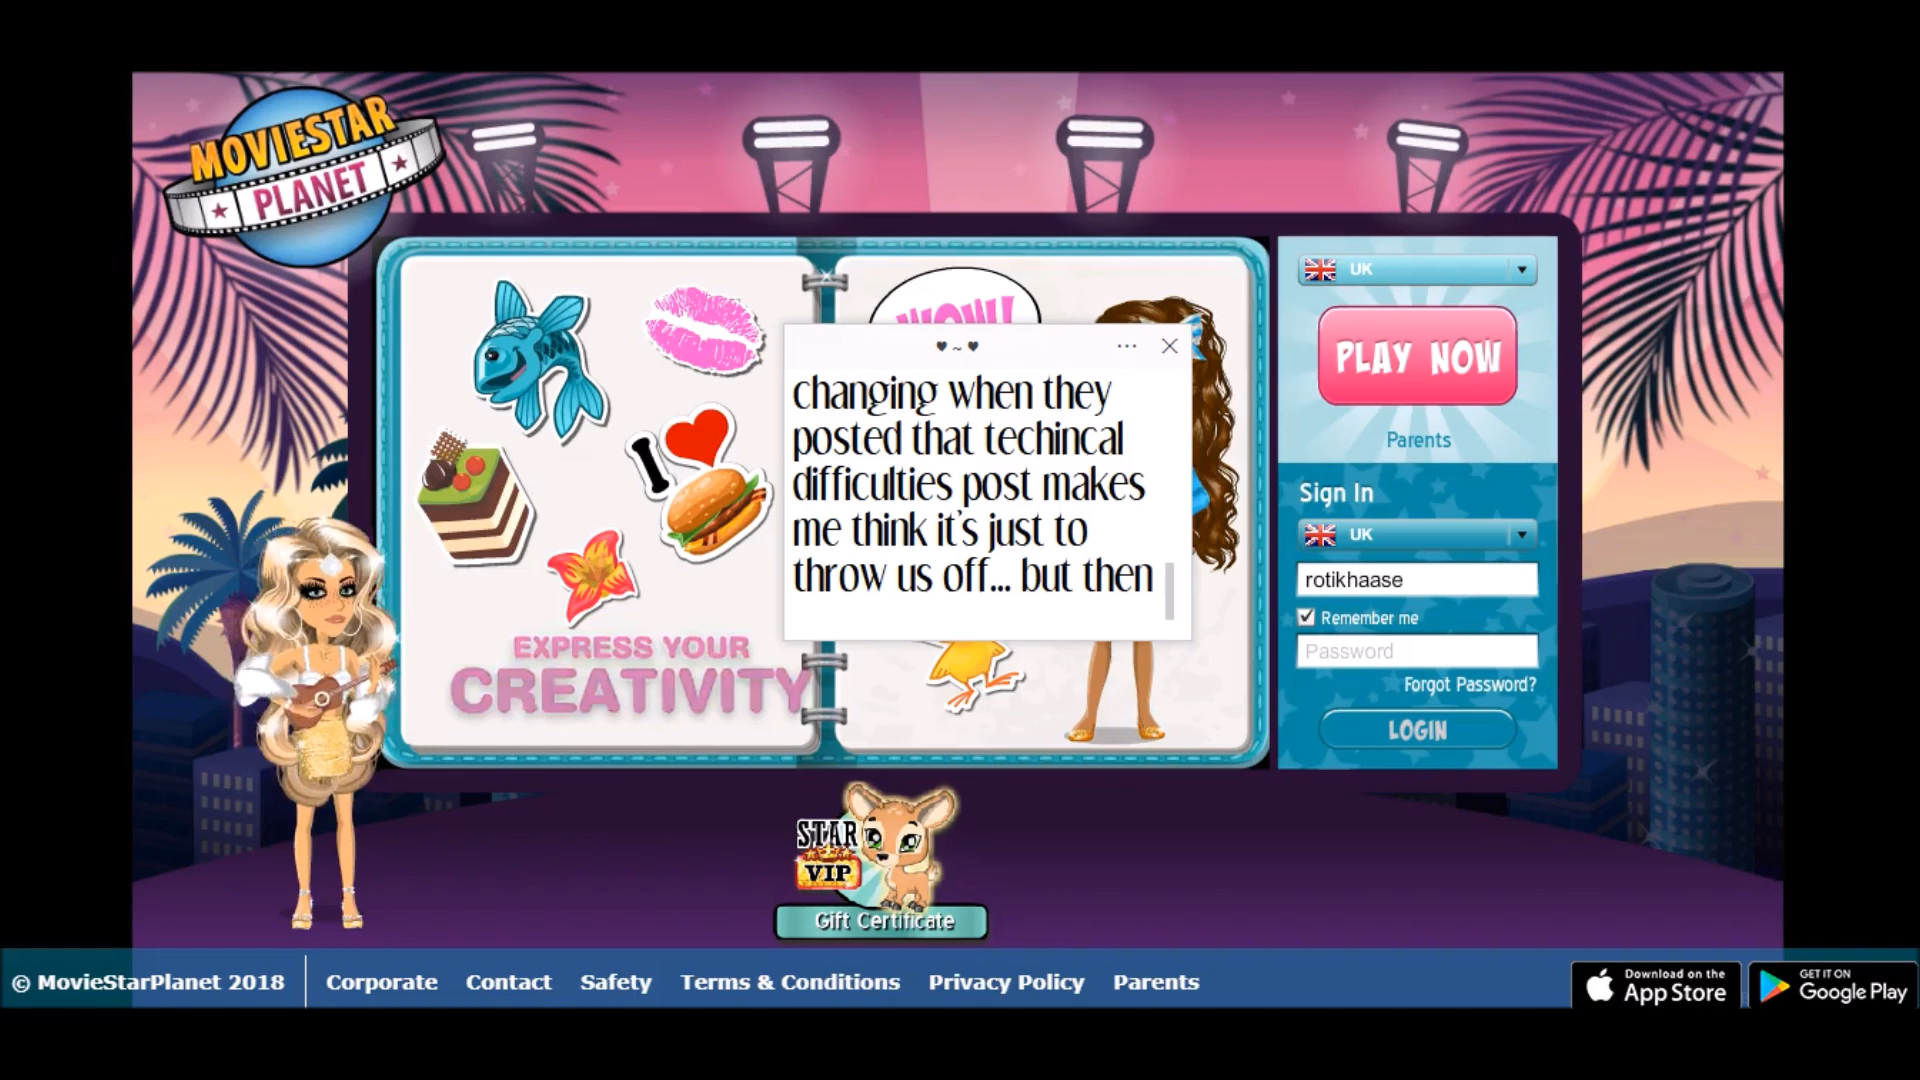 MOVIESTAR
PLANET
WOW!
♥ ~ ♥
changing when they
posted that techincal
difficulties post makes
me think it's just to
throw us off... but then
I
EXPRESS YOUR
CREATIVITY
UK
PLAY NOW
Parents
Sign In
UK
rotikhaase
Remember me
Password
Forgot Password?
LOGIN
STAR
VIP
Gift Certificate
© MovieStarPlanet 2018
Corporate
Contact
Safety
Terms & Conditions
Privacy Policy
Parents
Download on the
App Store
GET IT ON
Google Play